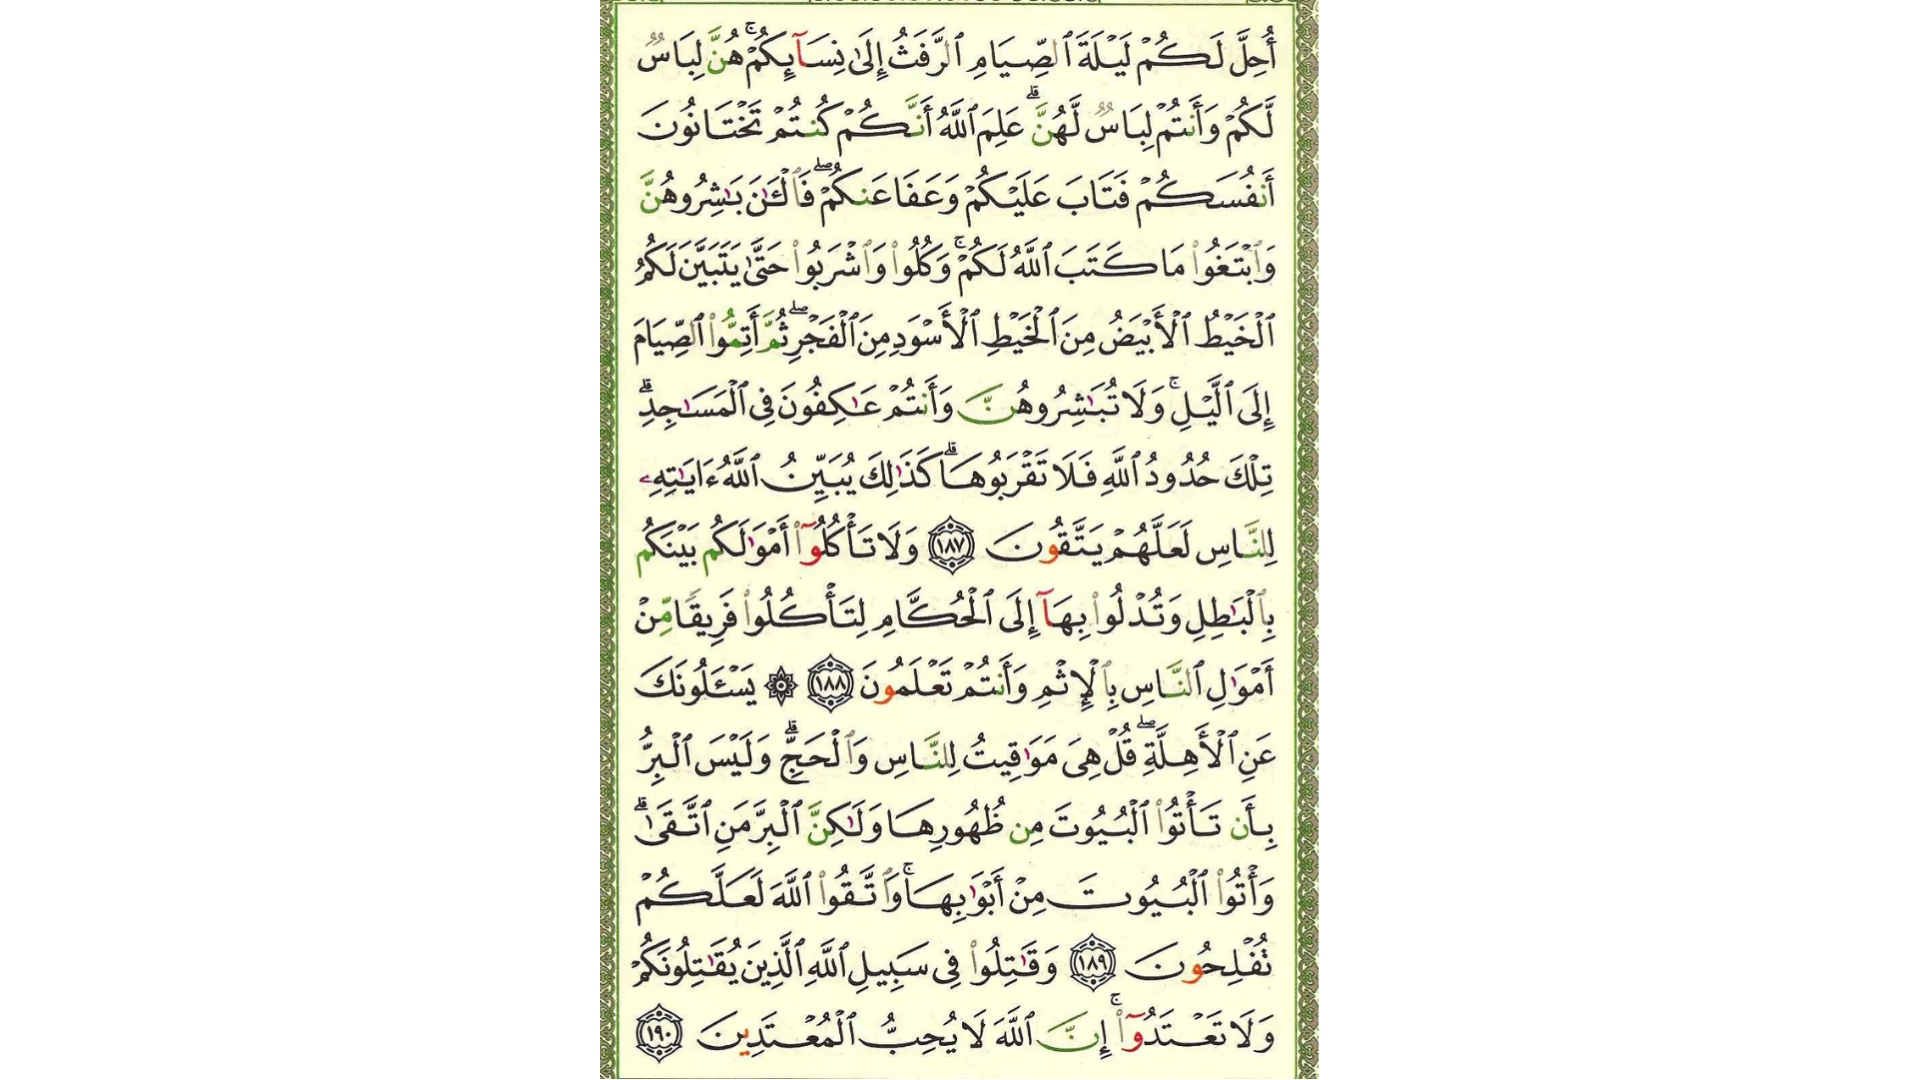 أُحِلَّ لَكُمْ لَيْلَةَ ٱلصِّيَامِ ٱلرَّفَثُ إِلَىٰ نِسَآئِكُمْۚ هُنَّ لِبَاسٌ
لَّكُمْ وَأَنتُمْ لِبَاسٌ لَّهُنَّۗ عَلِمَ ٱللَّهُ أَنَّكُمْ كُنتُمْ تَخْتَانُونَ
أَنفُسَكُمْ فَتَابَ عَلَيْكُمْ وَعَفَا عَنكُمْۖ فَٱلْـَٰٔنَ بَـٰشِرُوهُنَّ
وَٱبْتَغُوا۟ مَا كَتَبَ ٱللَّهُ لَكُمْۚ وَكُلُوا۟ وَٱشْرَبُوا۟ حَتَّىٰ يَتَبَيَّنَ لَكُمُ
ٱلْخَيْطُ ٱلْأَبْيَضُ مِنَ ٱلْخَيْطِ ٱلْأَسْوَدِ مِنَ ٱلْفَجْرِۖ ثُمَّ أَتِمُّوا۟ ٱلصِّيَامَ
إِلَى ٱلَّيْلِۚ وَلَا تُبَـٰشِرُوهُنَّ وَأَنتُمْ عَـٰكِفُونَ فِى ٱلْمَسَـٰجِدِۗ
تِلْكَ حُدُودُ ٱللَّهِ فَلَا تَقْرَبُوهَاۗ كَذَٰلِكَ يُبَيِّنُ ٱللَّهُ ءَايَـٰتِهِۦ
لِلنَّاسِ لَعَلَّهُمْ يَتَّقُونَ ١٨٧ وَلَا تَأْكُلُوٓا۟ أَمْوَٰلَكُم بَيْنَكُم
بِٱلْبَـٰطِلِ وَتُدْلُوا۟ بِهَآ إِلَى ٱلْحُكَّامِ لِتَأْكُلُوا۟ فَرِيقًا مِّنْ
أَمْوَٰلِ ٱلنَّاسِ بِٱلْإِثْمِ وَأَنتُمْ تَعْلَمُونَ ١٨٨ ۞ يَسْـَٔلُونَكَ
عَنِ ٱلْأَهِلَّةِۖ قُلْ هِىَ مَوَٰقِيتُ لِلنَّاسِ وَٱلْحَجِّۗ وَلَيْسَ ٱلْبِرُّ
بِأَن تَأْتُوا۟ ٱلْبُيُوتَ مِن ظُهُورِهَا وَلَـٰكِنَّ ٱلْبِرَّ مَنِ ٱتَّقَىٰۗ
وَأْتُوا۟ ٱلْبُيُوتَ مِنْ أَبْوَٰبِهَاۚ وَٱتَّقُوا۟ ٱللَّهَ لَعَلَّكُمْ
تُفْلِحُونَ ١٨٩ وَقَـٰتِلُوا۟ فِى سَبِيلِ ٱللَّهِ ٱلَّذِينَ يُقَـٰتِلُونَكُمْ
وَلَا تَعْتَدُوٓا۟ۚ إِنَّ ٱللَّهَ لَا يُحِبُّ ٱلْمُعْتَدِينَ ١٩٠